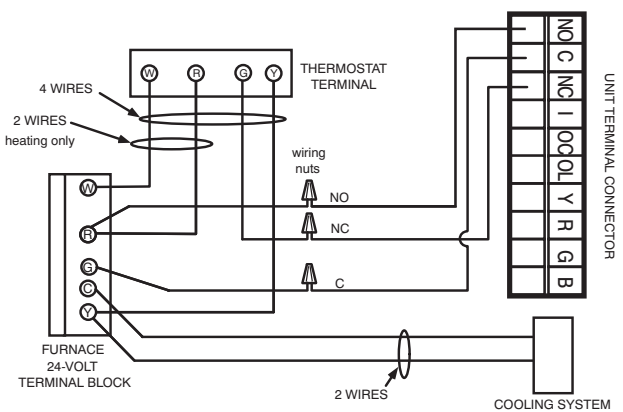 W R G Y
THERMOSTAT
TERMINAL
4 WIRES
2 WIRES
heating only
wiring
nuts
W
R
G
C
Y
NO
NC
C
FURNACE
24-VOLT
TERMINAL BLOCK
2 WIRES
COOLING SYSTEM
NO
C
NC
I
OCOL
Y
R
G
B
UNIT TERMINAL CONNECTOR